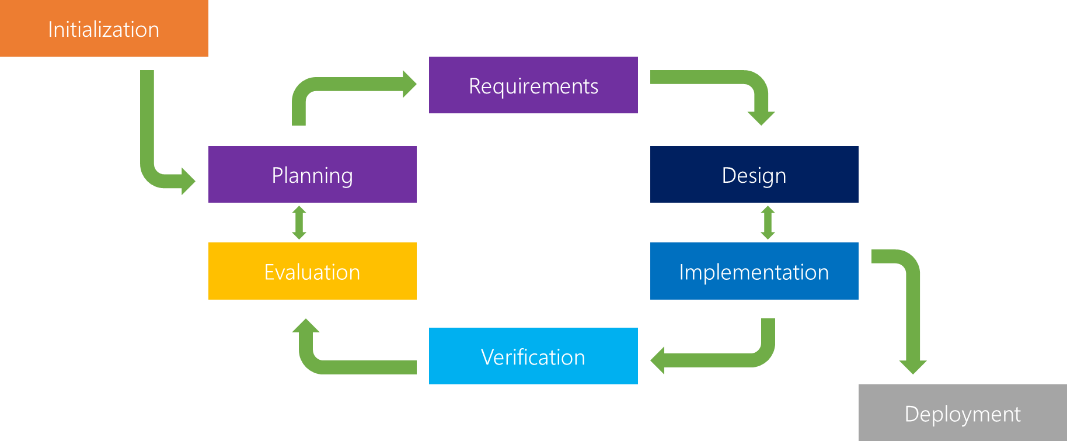 Initialization
Requirements
Planning
Design
Evaluation
Implementation
Verification
Deployment